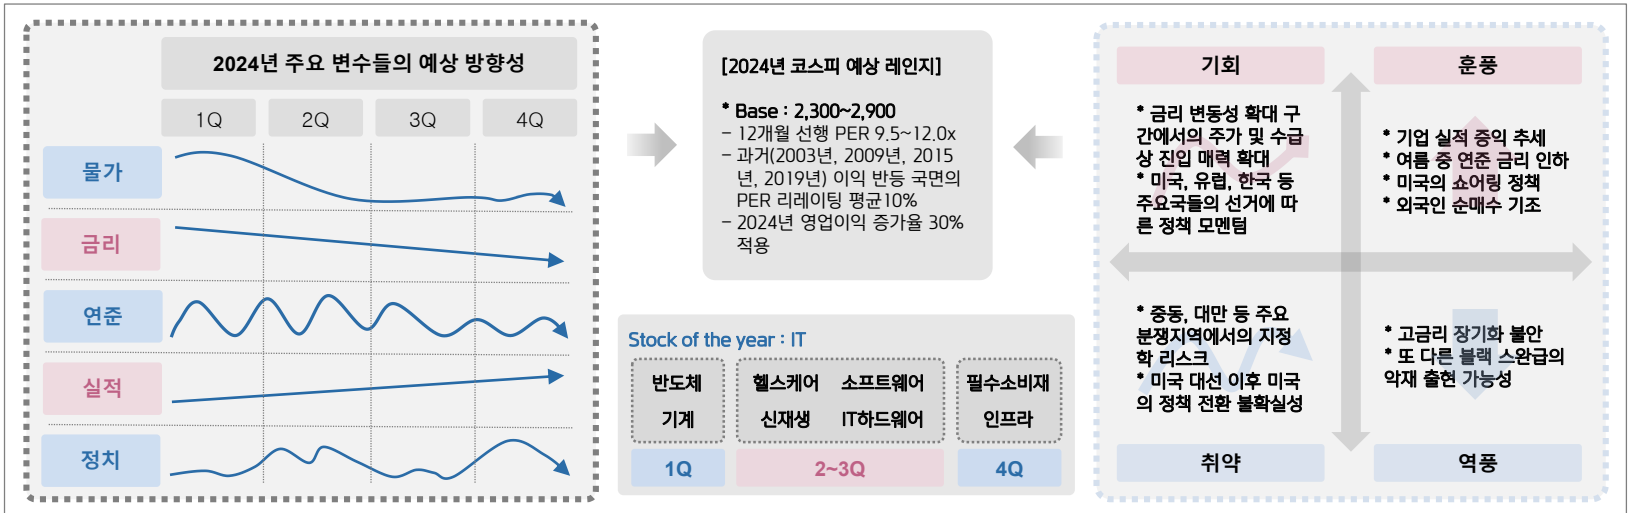 2024년 주요 변수들의 예상 방향성
1Q
2Q
3Q
4Q
물가
금리
연준
실적
정치
[2024년 코스피 예상 레인지]
* Base : 2,300~2,900
– 12개월 선행 PER 9.5~12.0x
– 과거(2003년, 2009년, 2015
년, 2019년) 이익 반등 국면의
PER 리레이팅 평균10%
– 2024년 영업이익 증가율 30%
적용
Stock of the year : IT
반도체
기계
헬스케어 소프트웨어
신재생 IT하드웨어
필수소비재
인프라
1Q
2~3Q
4Q
기회
* 금리 변동성 확대 구
간에서의 주가 및 수급
상 진입 매력 확대
* 미국, 유럽, 한국 등
주요국들의 선거에 따
른 정책 모멘텀
훈풍
* 기업 실적 증익 추세
* 여름 중 연준 금리 인하
* 미국의 쇼어링 정책
* 외국인 순매수 기조
* 중동, 대만 등 주요
분쟁지역에서의 지정
학 리스크
* 미국 대선 이후 미국
의 정책 전환 불확실성
취약
* 고금리 장기화 불안
* 또 다른 블랙 스완급의
악재 출현 가능성
역풍